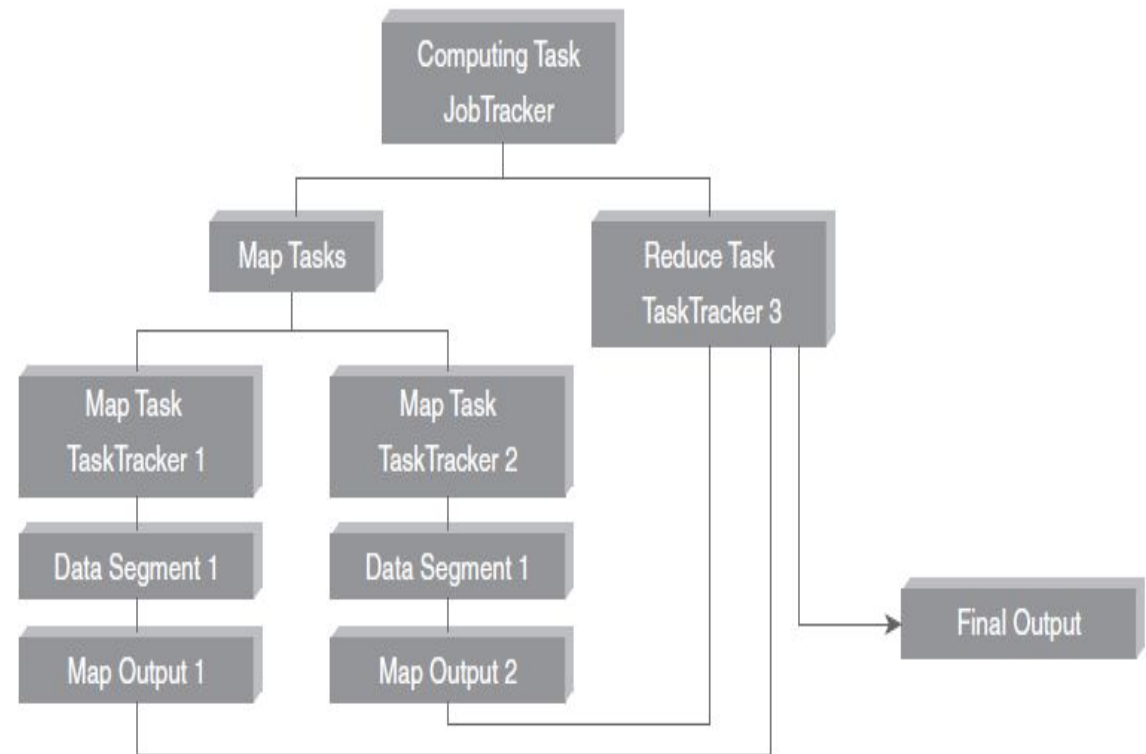 Computing Task
JobTracker
Map Tasks
Reduce Task
TaskTracker 3
Map Task
TaskTracker 1
Map Task
TaskTracker 2
Data Segment 1
Data Segment 1
Map Output 1
Map Output 2
Final Output